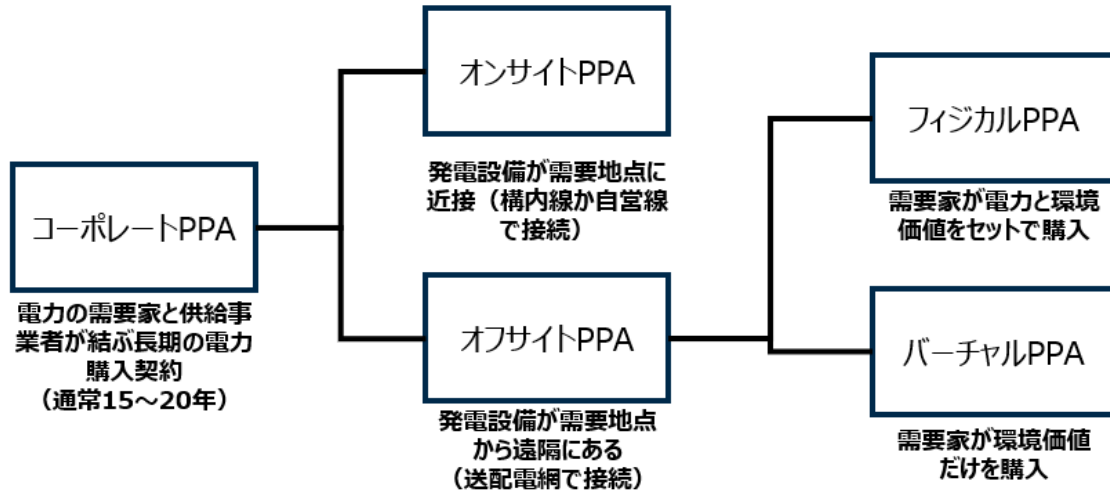 コーポレートPPA
電力の需要家と供給事
業者が結ぶ長期の電力
購入契約
（通常15～20年）
オンサイトPPA
発電設備が需要地点に
近接（構内線か自営線
で接続）
オフサイトPPA
発電設備が需要地点
から遠隔にある
（送配電網で接続）
フィジカルPPA
需要家が電力と環境
価値をセットで購入
バーチャルPPA
需要家が環境価値
だけを購入